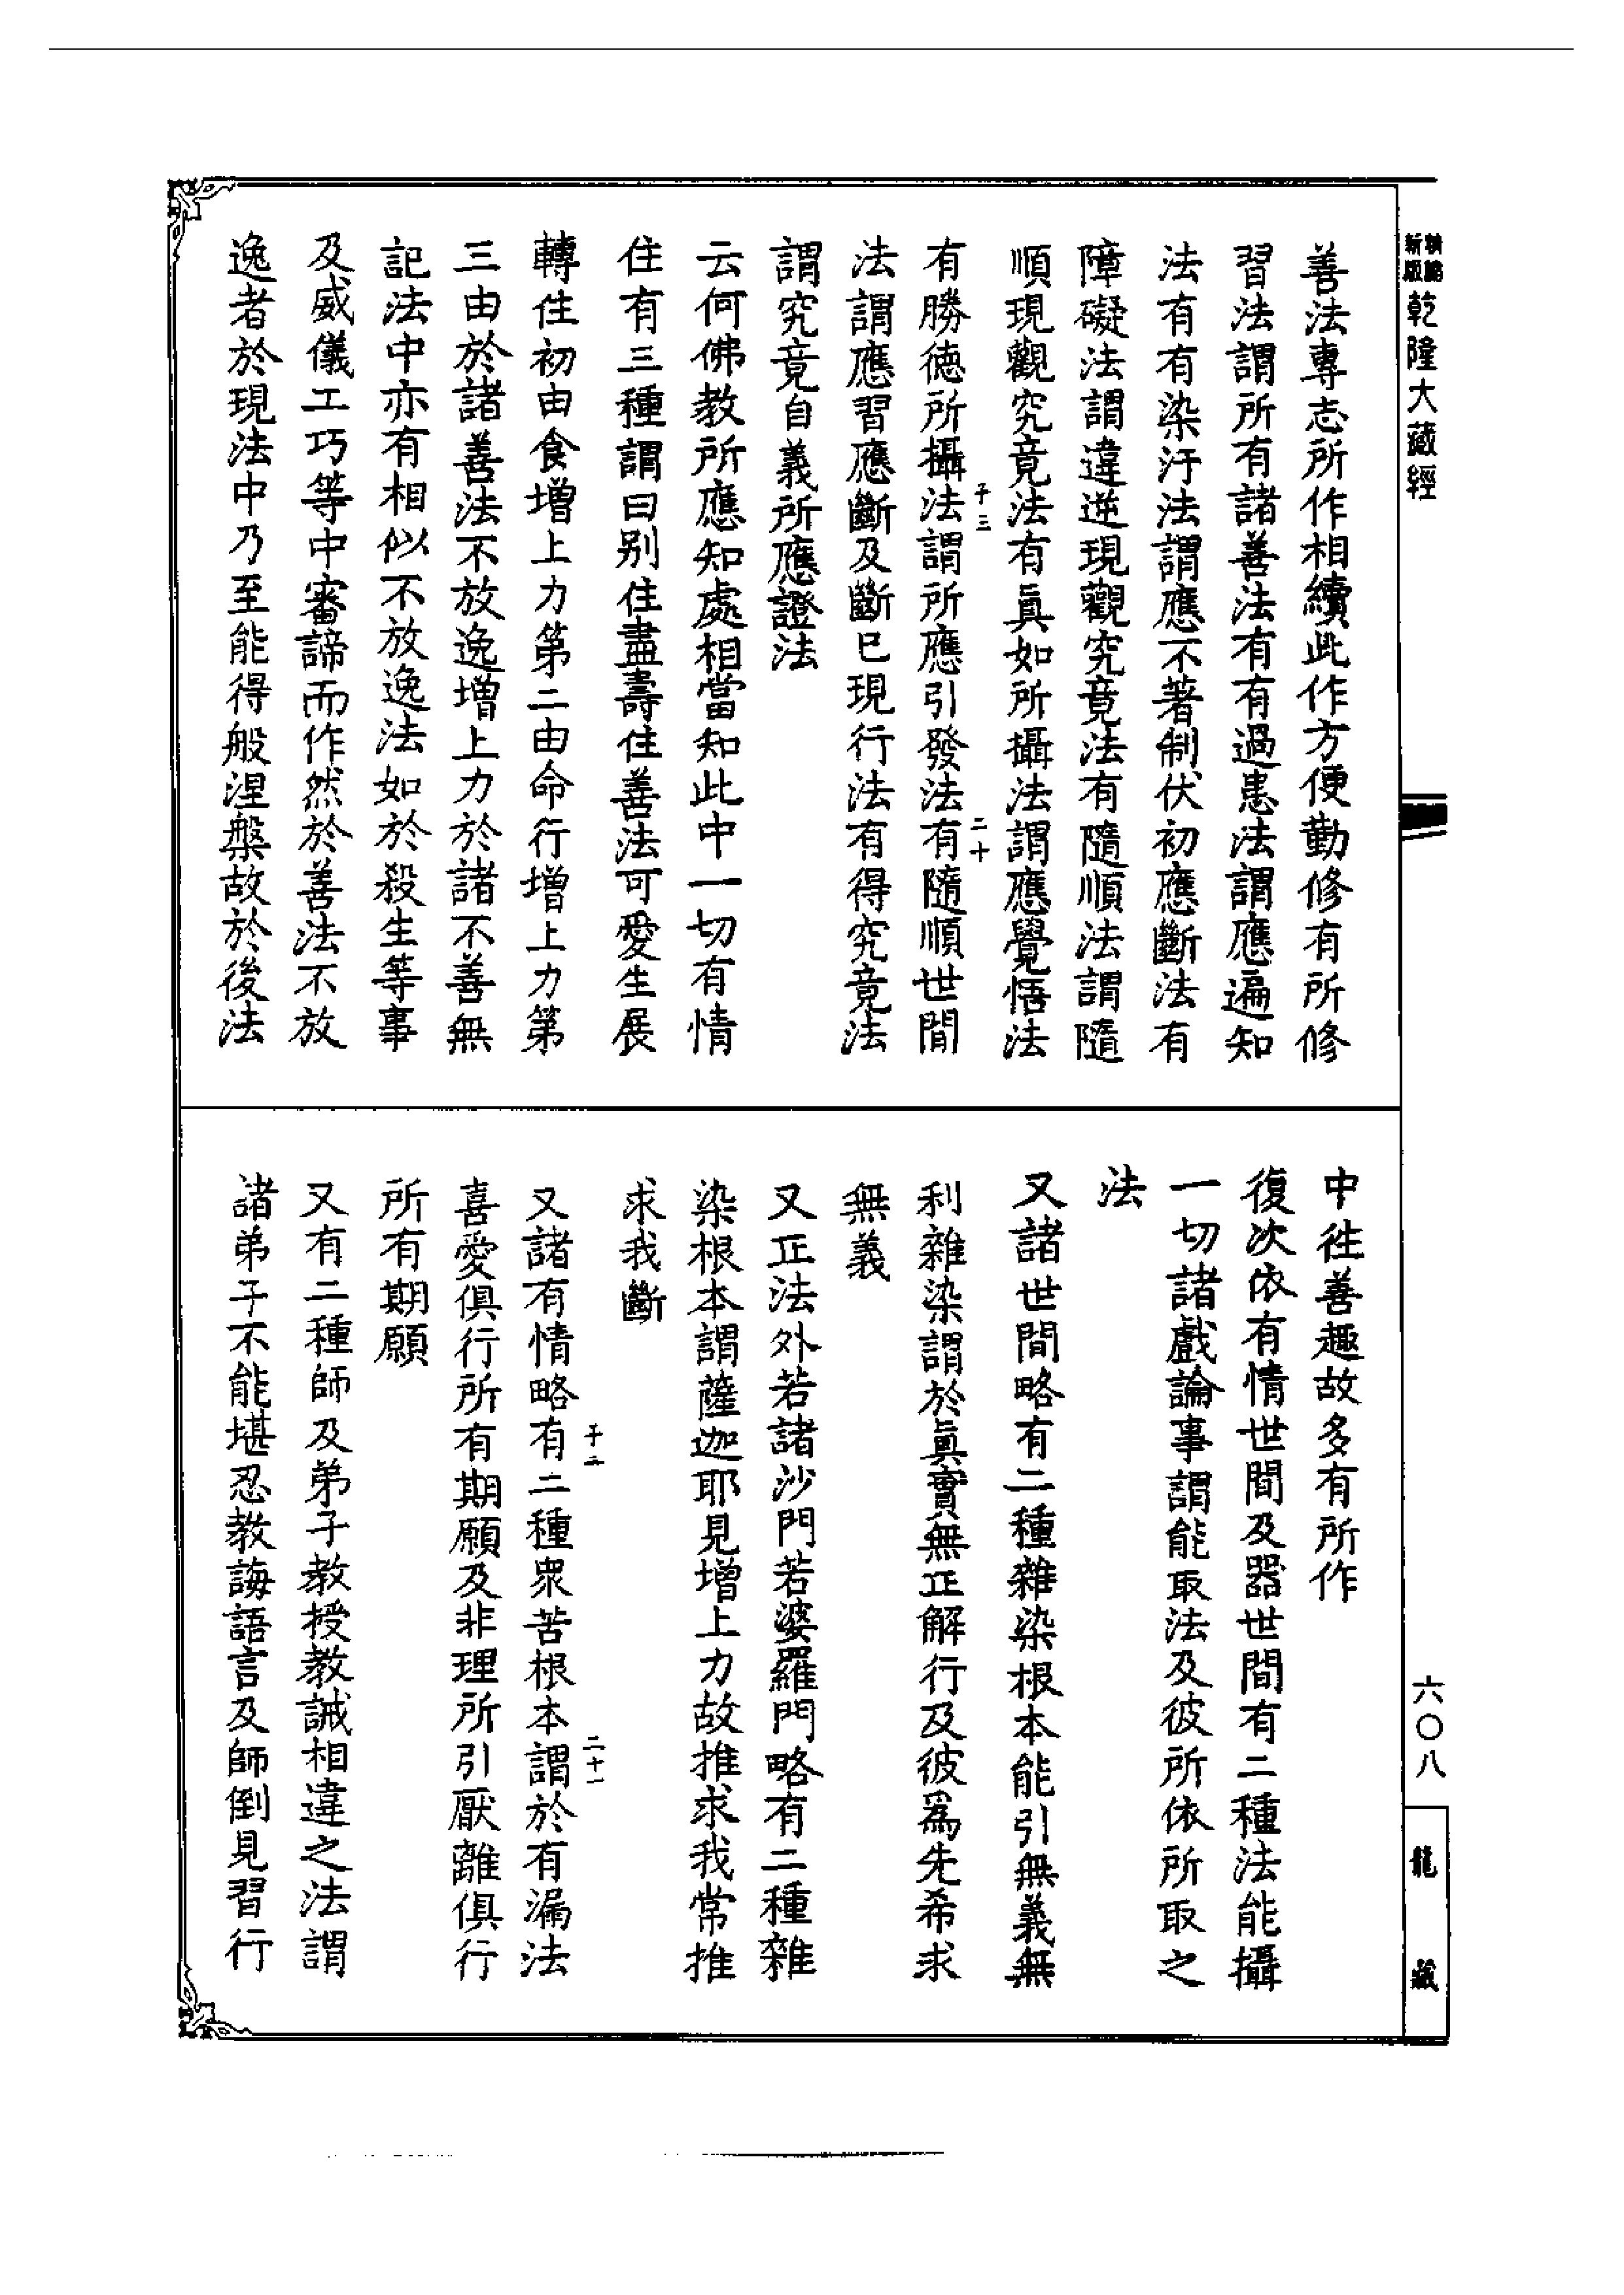 精編
新版
乾隆大藏經
六〇八
龍藏
善法專志所作相續此作方便勤修有所修
習法謂所有諸善法有有過患法謂應遍知
法有有染汙法謂應不著制伏初應斷法有
障礙法謂違逆現觀究竟法有隨順法謂隨
順現觀究竟法有真如所攝法謂應覺悟法
有勝德所攝法謂所應引發法有隨順世間
子三
二十
法謂應習應斷及斷已現行法有得究竟法
謂究竟自義所應證法
云何佛教所應知處相當知此中一切有情
住有三種謂曰別住盡壽住善法可愛生展
轉住初由食增上力第二由命行增上力第
三由於諸善法不放逸增上力於諸不善無
記法中亦有相似不放逸法如於殺生等事
及威儀工巧等中審諦而作然於善法不放
逸者於現法中乃至能得般涅槃故於後法
中往善趣故多有所作
復次依有情世間及器世間有二種法能攝
一切諸戲論事謂能取法及彼所依所取之
法
又諸世間略有二種雜染根本能引無義無
利雜染謂於真實無正解行及彼為先希求
無義
又正法外若諸沙門若婆羅門略有二種雜
染根本謂薩迦耶見增上力故推求我常推
求我斷
子二
二十一
又諸有情略有二種眾苦根本謂於有漏法
喜愛俱行所有期願及非理所引厭離俱行
所有期願
又有二種師及弟子教授教誡相違之法謂
諸弟子不能堪忍教誨語言及師倒見習行